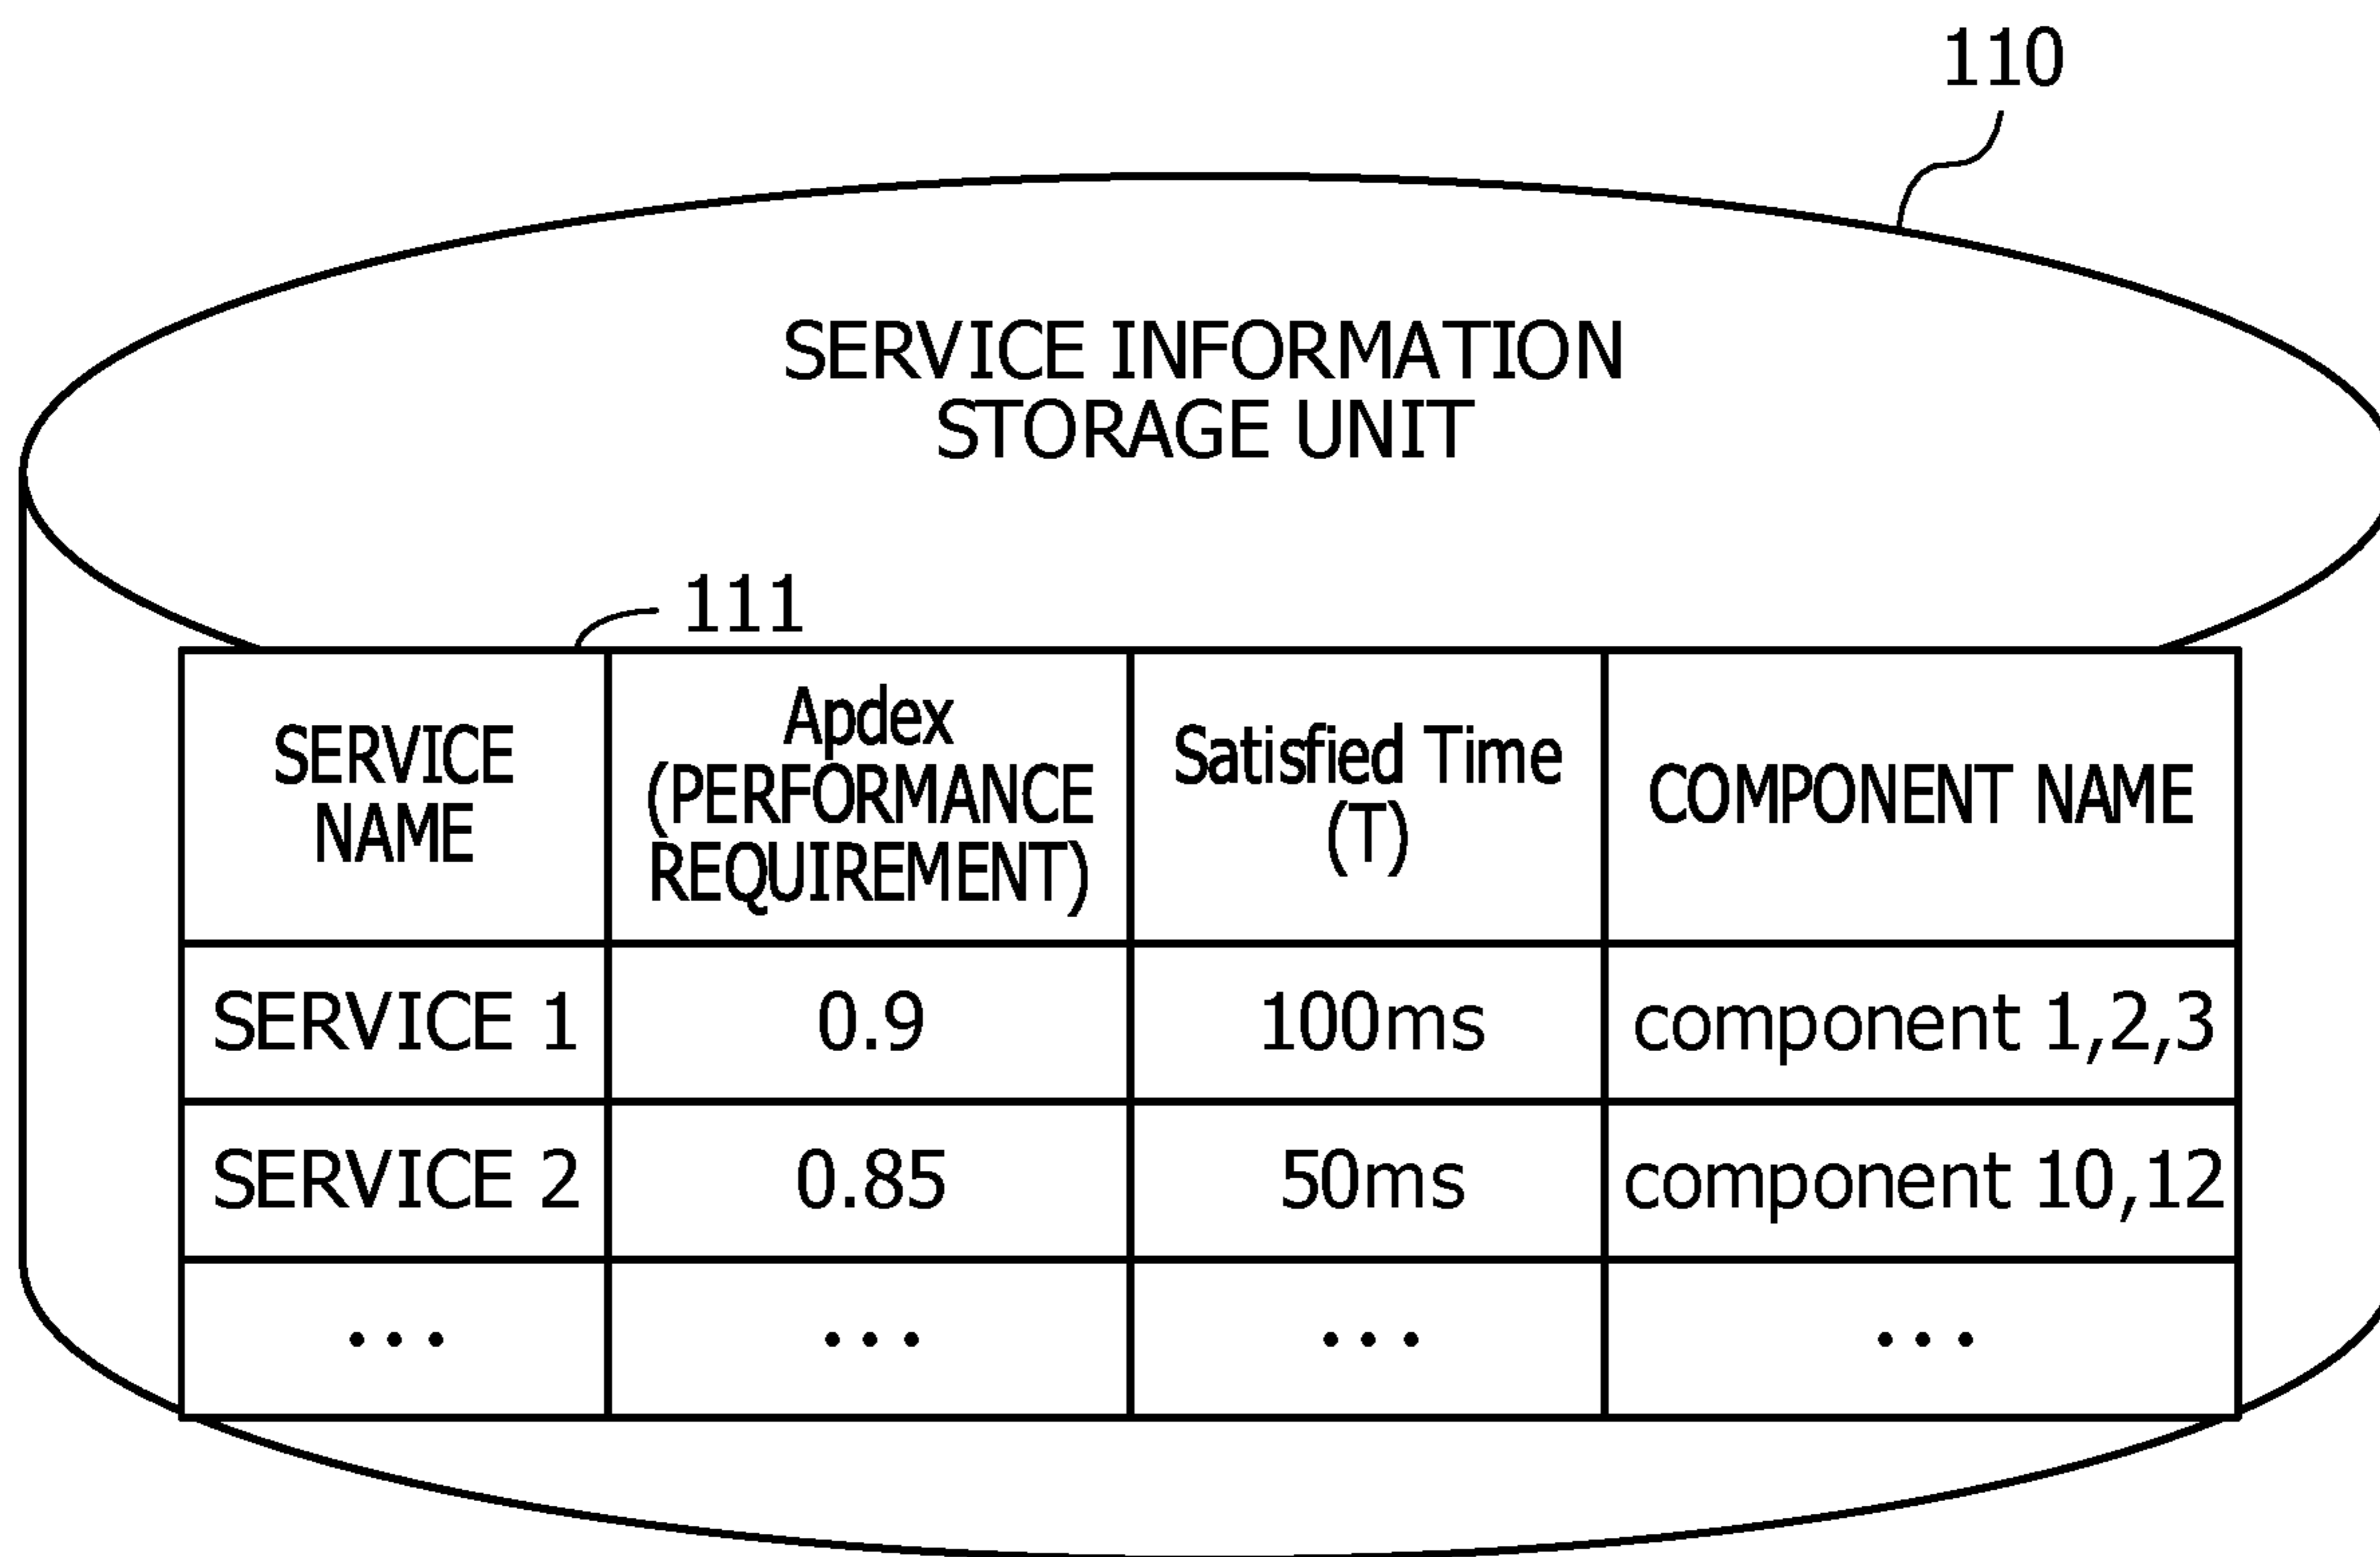 110
SERVICE INFORMATION
STORAGE UNIT
111
SERVICE
NAME
Apdex
(PERFORMANCE
REQUIREMENT)
Satisfied Time
(T)
COMPONENT NAME
SERVICE 1
0.9
100ms
component 1,2,3
SERVICE 2
0.85
50ms
component 10,12
...
...
...
...